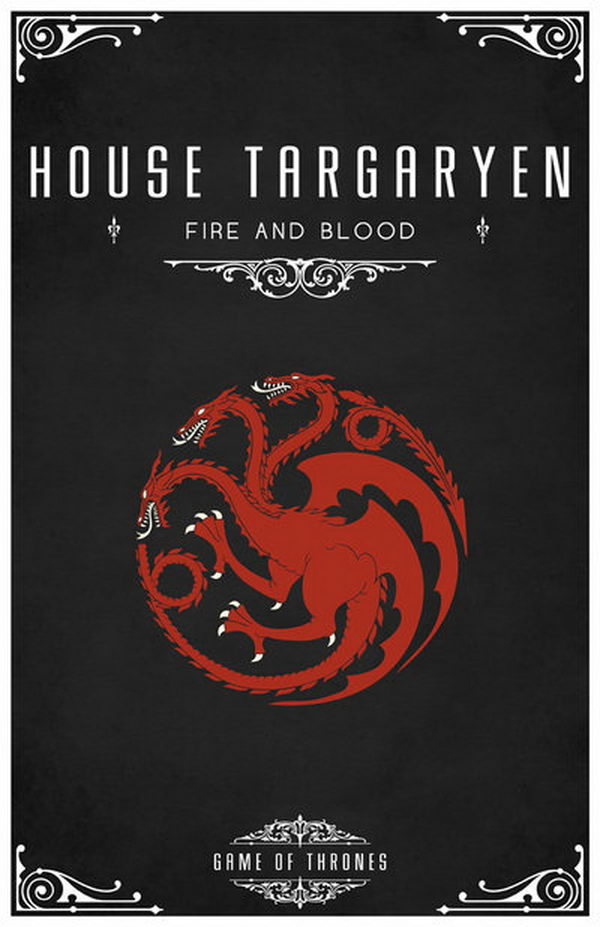 HOUSE TARGARYEN
FIRE AND BLOOD
GAME OF THRONES